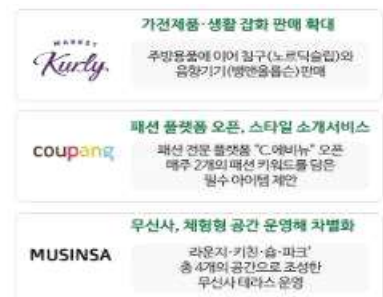 가전제품·생활 잡화 판매 확대
MARKET
Kurly
주방용품에 이어 침구(노르딕슬립)와
음향기기(뱅앤올룹슨)판매
패션 플랫폼 오픈, 스타일 소개서비스
coupang
패션 전문 플랫폼 "C.에비뉴" 오픈
매주 2개의 패션 키워드를 담은
필수 아이템 제안
무신사, 체험형 공간 운영해 차별화
MUSINSA
라운지·키친·숍·파크'
총 4개의 공간으로 조성한
무신사 테라스 운영